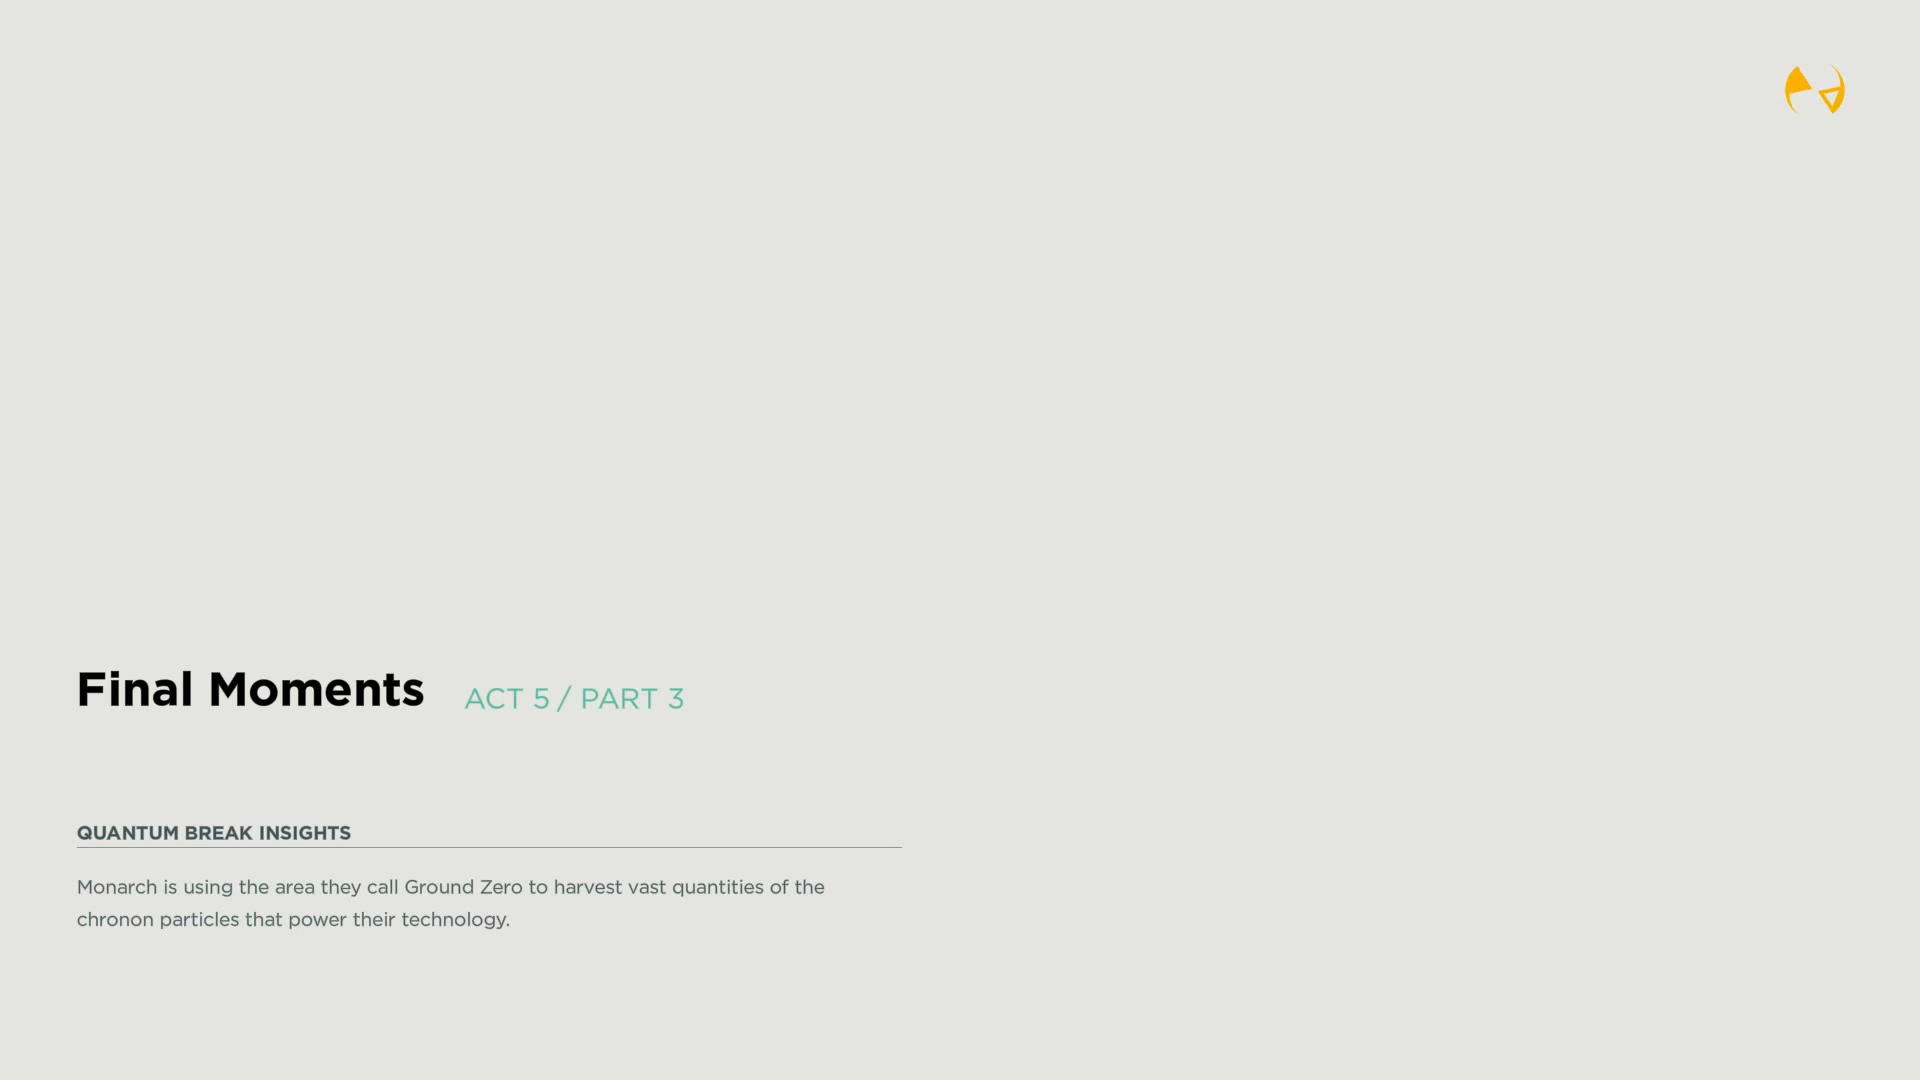 Final Moments ACT 5 / PART 3
QUANTUM BREAK INSIGHTS
Monarch is using the area they call Ground Zero to harvest vast quantities of the
chronon particles that power their technology.